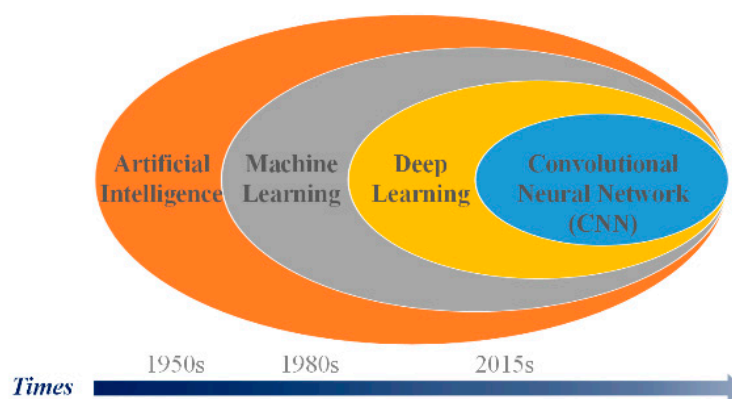 Artificial
Intelligence
Machine
Learning
Deep
Learning
Convolutional
Neural Network
(CNN)
1950s 1980s 2015s
Times